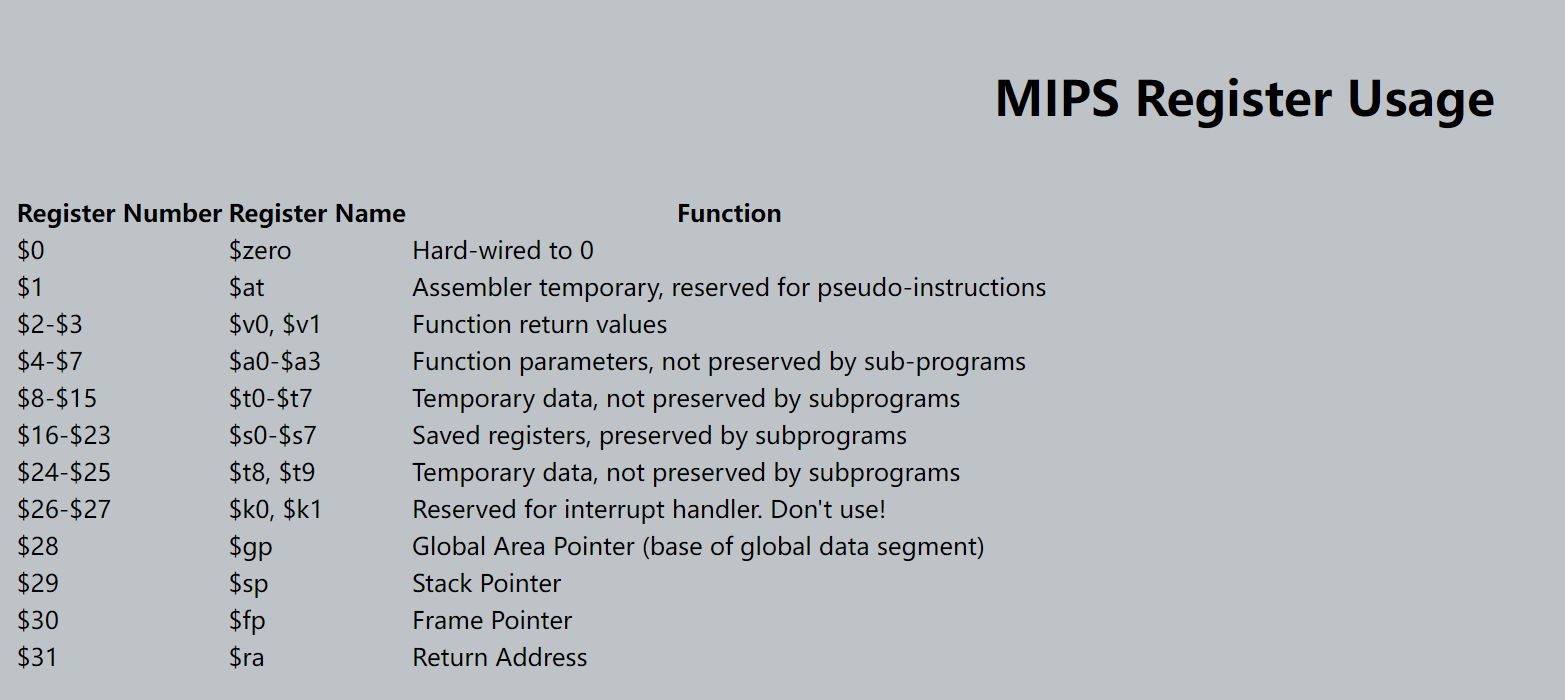 MIPS Register Usage
Register Number Register Name Function
$0 $zero Hard-wired to 0
$1 $at Assembler temporary, reserved for pseudo-instructions
$2-$3 $v0, $v1 Function return values
$4-$7 $a0-$a3 Function parameters, not preserved by sub-programs
$8-$15 $t0-$t7 Temporary data, not preserved by subprograms
$16-$23 $s0-$s7 Saved registers, preserved by subprograms
$24-$25 $t8, $t9 Temporary data, not preserved by subprograms
$26-$27 $k0, $k1 Reserved for interrupt handler. Don't use!
$28 $gp Global Area Pointer (base of global data segment)
$29 $sp Stack Pointer
$30 $fp Frame Pointer
$31 $ra Return Address